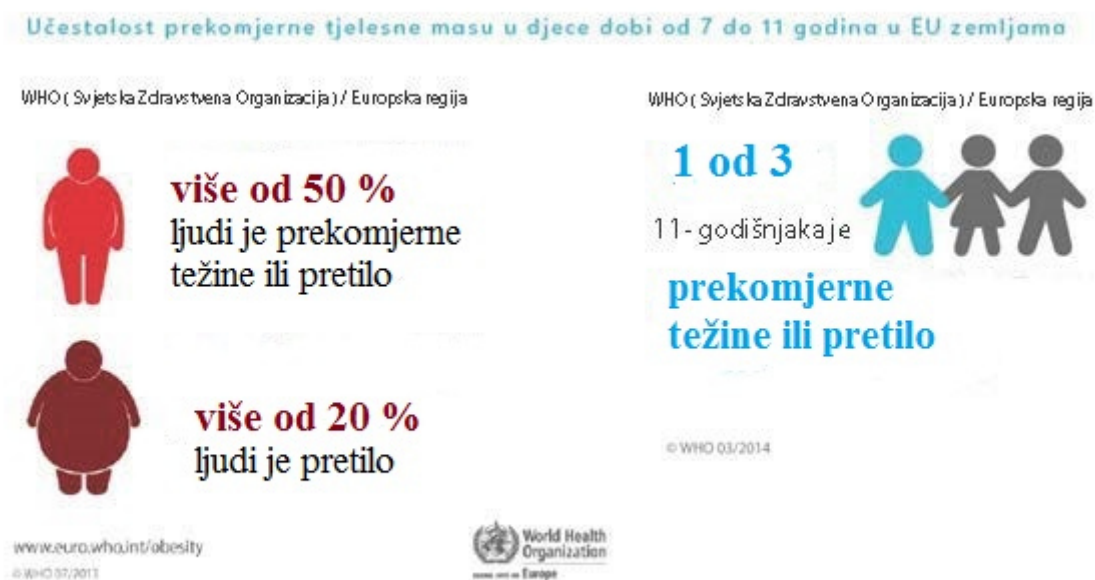 Učestalost prekomjerne tjelesne masu u djece dobi od 7 do 11 godina u EU zemljama
WHO ( Svjetska Zdravstvena Organizacija ) / Europska regija
više od 50 %
ljudi je prekomjerne
težine ili pretilo
više od 20 %
ljudi je pretilo
www.euro.who.int/obesity
© WHO 07/2013
World Health
Organization
Europe
WHO ( Svjetska Zdravstvena Organizacija ) / Europska regija
1 od 3
11- godišnjaka je
prekomjerne
težine ili pretilo
© WHO 03/2014